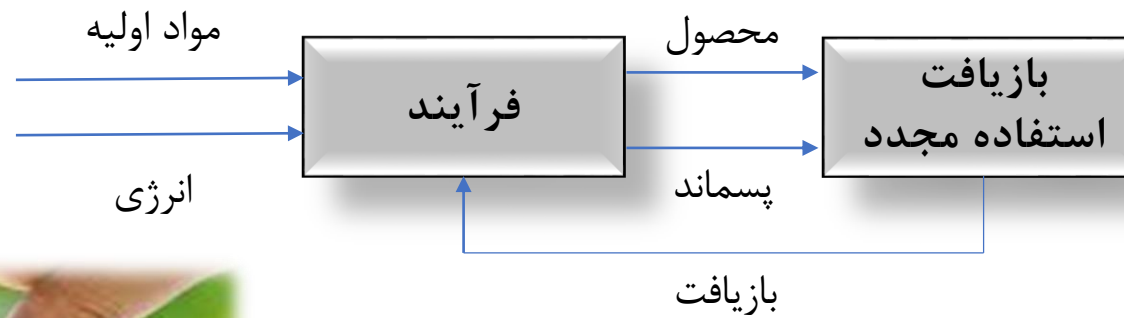 مواد اولیه
محصول
فرآیند
بازیافت
استفاده مجدد
انرژی
پسماند
بازیافت